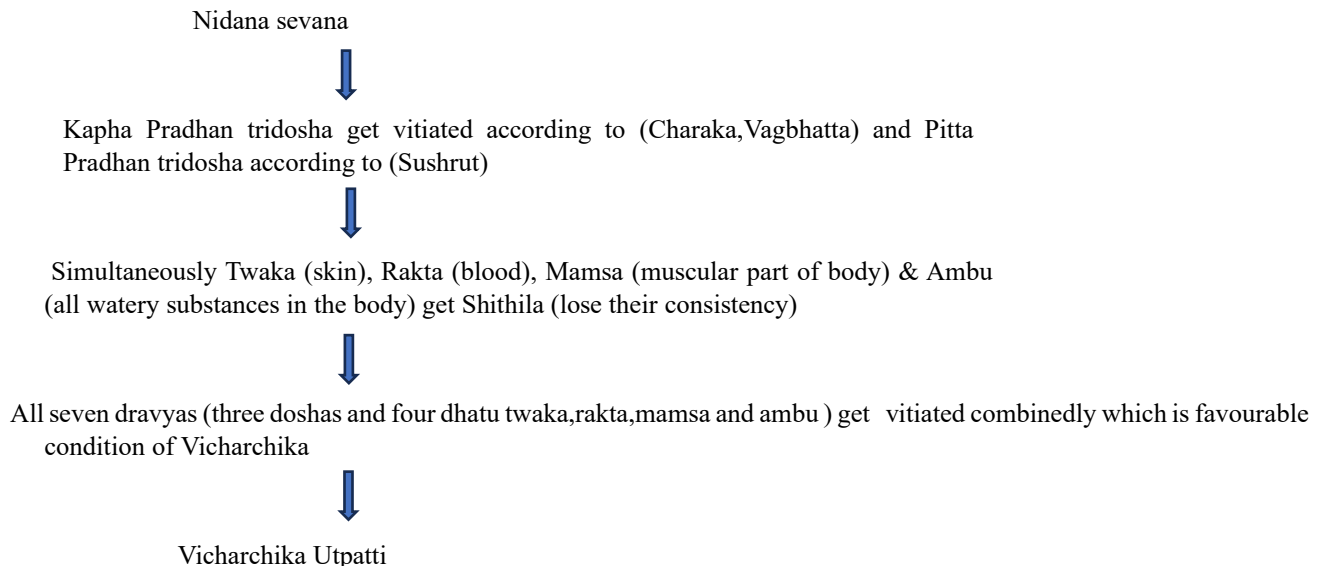 Nidana sevana
Kapha Pradhan tridosha get vitiated according to (Charaka,Vagbhatta) and Pitta
Pradhan tridosha according to (Sushrut)
Simultaneously Twaka (skin), Rakta (blood), Mamsa (muscular part of body) & Ambu
(all watery substances in the body) get Shithila (lose their consistency)
All seven dravyas (three doshas and four dhatu twaka,rakta,mamsa and ambu ) get vitiated combinedly which is favourable
condition of Vicharchika
Vicharchika Utpatti